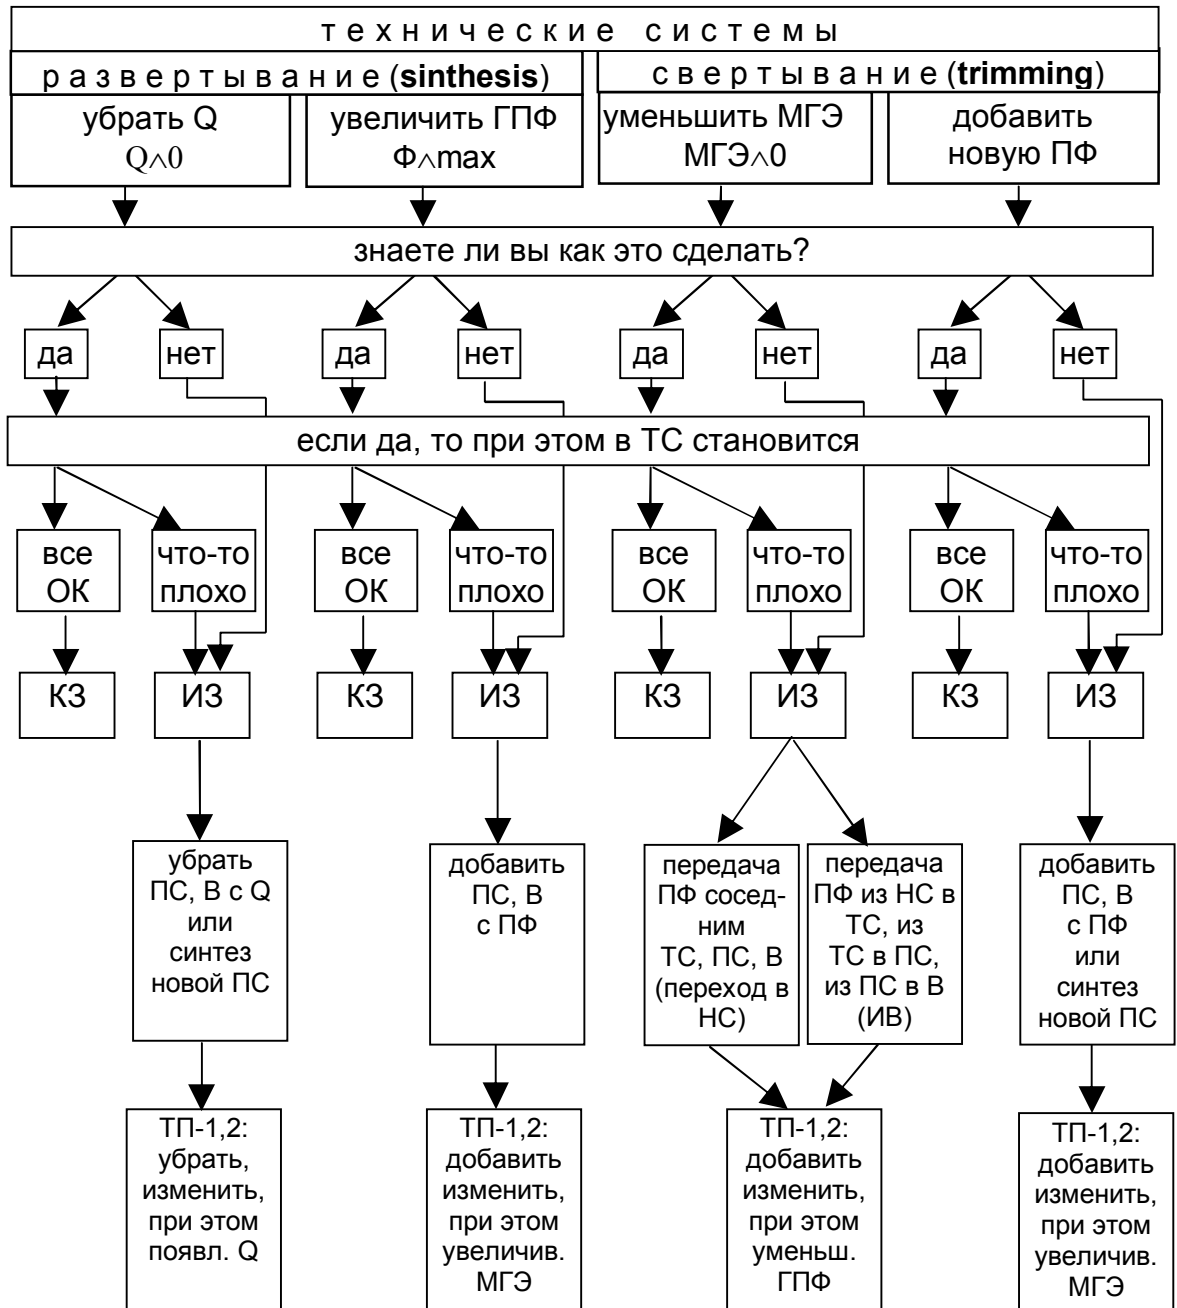 т е х н и ч е с к и е с и с т е м ы
р а з в е р т ы в а н и е (sinthesis)
с в е р т ы в а н и е (trimming)
убрать Q
Q∧0
увеличить ГПФ
Ф∧max
уменьшить МГЭ
МГЭ∧0
добавить
новую ПФ
знаете ли вы как это сделать?
да
нет
да
нет
да
нет
да
нет
если да, то при этом в ТС становится
все
ОК
что-то
плохо
все
ОК
что-то
плохо
все
ОК
что-то
плохо
все
ОК
что-то
плохо
КЗ
ИЗ
КЗ
ИЗ
КЗ
ИЗ
КЗ
ИЗ
убрать
ПС, В с Q
или
синтез
новой ПС
добавить
ПС, В
с ПФ
передача
ПФ сосед-
ним
ТС, ПС, В
(переход в
НС)
передача
ПФ из НС в
ТС, из
ТС в ПС,
из ПС в В
(ИВ)
добавить
ПС, В
с ПФ
или
синтез
новой ПС
ТП-1,2:
убрать,
изменить,
при этом
появл. Q
ТП-1,2:
добавить
изменить,
при этом
увеличив.
МГЭ
ТП-1,2:
добавить
изменить,
при этом
уменьш.
ГПФ
ТП-1,2:
добавить
изменить,
при этом
увеличив.
МГЭ